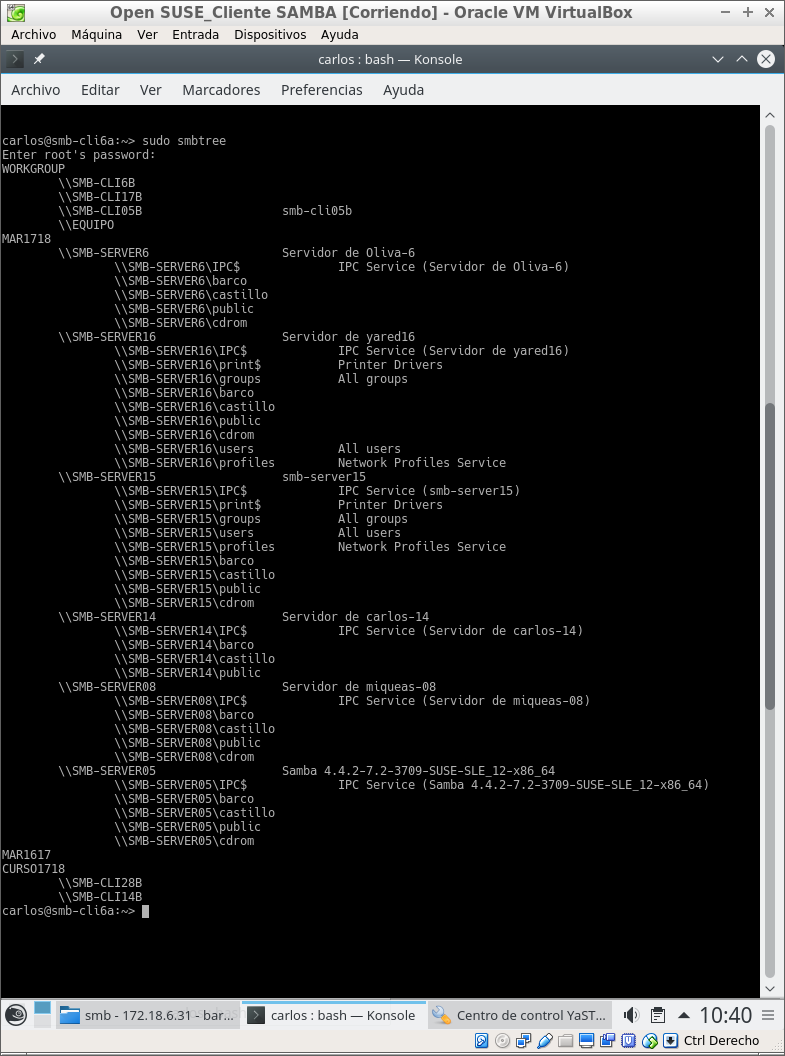 Open SUSE_Cliente SAMBA [Corriendo] - Oracle VM VirtualBox
Archivo Máquina Ver Entrada Dispositivos Ayuda
carlos : bash — Konsole
Archivo Editar Ver Marcadores Preferencias Ayuda
carlos@smb-cli6a:~> sudo smbtree
Enter root's password:
WORKGROUP
\\SMB-CLI6B
\\SMB-CLI17B
\\SMB-CLI05B smb-cli05b
\\EQUIPO
MAR1718
\\SMB-SERVER6 Servidor de Oliva-6
\\SMB-SERVER6\IPC$ IPC Service (Servidor de Oliva-6)
\\SMB-SERVER6\barco
\\SMB-SERVER6\castillo
\\SMB-SERVER6\public
\\SMB-SERVER6\cdrom
\\SMB-SERVER16 Servidor de yared16
\\SMB-SERVER16\IPC$ IPC Service (Servidor de yared16)
\\SMB-SERVER16\print$ Printer Drivers
\\SMB-SERVER16\groups All groups
\\SMB-SERVER16\barco
\\SMB-SERVER16\castillo
\\SMB-SERVER16\public
\\SMB-SERVER16\cdrom
\\SMB-SERVER16\users All users
\\SMB-SERVER16\profiles Network Profiles Service
\\SMB-SERVER15 smb-server15
\\SMB-SERVER15\IPC$ IPC Service (smb-server15)
\\SMB-SERVER15\print$ Printer Drivers
\\SMB-SERVER15\groups All groups
\\SMB-SERVER15\users All users
\\SMB-SERVER15\profiles Network Profiles Service
\\SMB-SERVER15\barco
\\SMB-SERVER15\castillo
\\SMB-SERVER15\public
\\SMB-SERVER15\cdrom
\\SMB-SERVER14 Servidor de carlos-14
\\SMB-SERVER14\IPC$ IPC Service (Servidor de carlos-14)
\\SMB-SERVER14\barco
\\SMB-SERVER14\castillo
\\SMB-SERVER14\public
\\SMB-SERVER08 Servidor de miqueas-08
\\SMB-SERVER08\IPC$ IPC Service (Servidor de miqueas-08)
\\SMB-SERVER08\barco
\\SMB-SERVER08\castillo
\\SMB-SERVER08\public
\\SMB-SERVER08\cdrom
\\SMB-SERVER05 Samba 4.4.2-7.2-3709-SUSE-SLE_12-x86_64
\\SMB-SERVER05\IPC$ IPC Service (Samba 4.4.2-7.2-3709-SUSE-SLE_12-x86_64)
\\SMB-SERVER05\barco
\\SMB-SERVER05\castillo
\\SMB-SERVER05\public
\\SMB-SERVER05\cdrom
MAR1617
CURSO1718
\\SMB-CLI28B
\\SMB-CLI14B
carlos@smb-cli6a:~>
smb - 172.18.6.31 - bar... carlos : bash — Konsole Centro de control YaST... 10:40
Ctrl Derecho